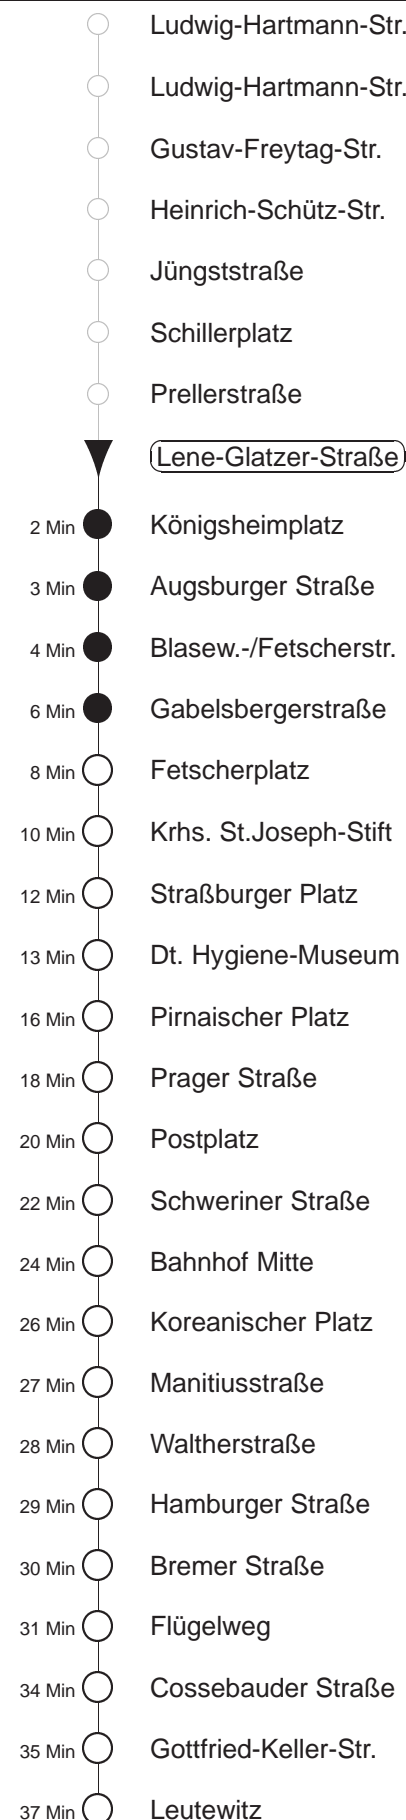 Ludwig-Hartmann-Str.
Ludwig-Hartmann-Str.
Gustav-Freytag-Str.
Heinrich-Schütz-Str.
Jüngststraße
Schillerplatz
Prellerstraße
Lene-Glatzer-Straße
2 Min Königsheimplatz
3 Min Augsburger Straße
4 Min Blasew.-/Fetscherstr.
6 Min Gabelsbergerstraße
8 Min Fetscherplatz
10 Min Krhs. St.Joseph-Stift
12 Min Straßburger Platz
13 Min Dt. Hygiene-Museum
16 Min Pirnaischer Platz
18 Min Prager Straße
20 Min Postplatz
22 Min Schweriner Straße
24 Min Bahnhof Mitte
26 Min Koreanischer Platz
27 Min Manitiusstraße
28 Min Waltherstraße
29 Min Hamburger Straße
30 Min Bremer Straße
31 Min Flügelweg
34 Min Cossebauder Straße
35 Min Gottfried-Keller-Str.
37 Min Leutewitz